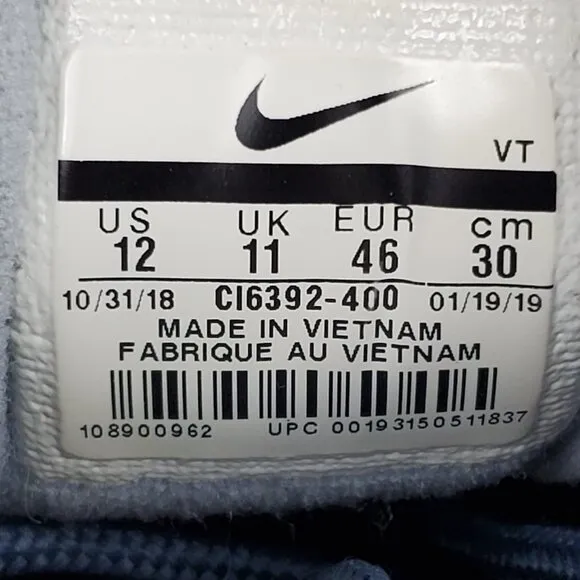 VT
US UK EUR cm
12 11 46 30
10/31/18 CI6392-400 01/19/19
MADE IN VIETNAM
FABRIQUE AU VIETNAM
108900962 UPC 00193150511837